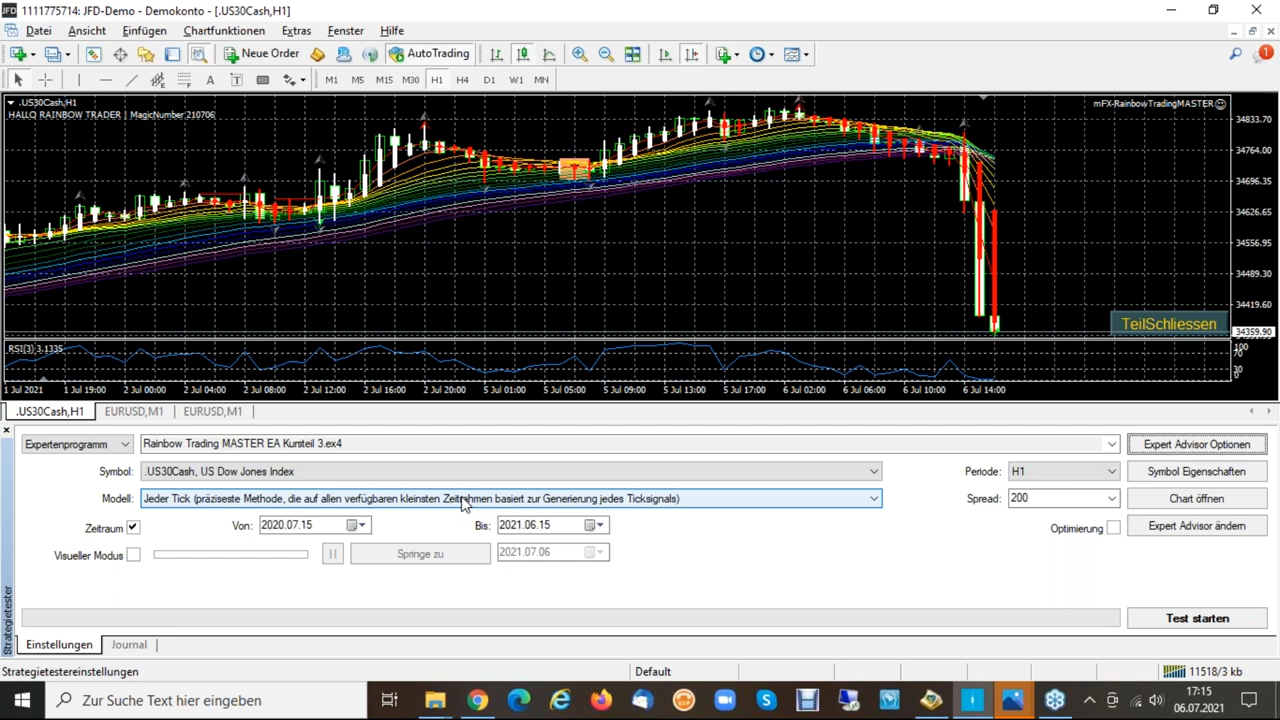 JFD 1111775714: JFD-Demo - Demokonto - [.US30Cash,H1]
Datei Ansicht Einfügen Chartfunktionen Extras Fenster Hilfe
New Order AutoTrading 1
A T M1 M5 M15 M30 H1 H4 D1 W1 MN
.US30Cash,H1 mFX-RainbowTradingMASTER
HALLO RAINBOW TRADER | MagicNumber 210706
34833.70
34764.00
34696.35
34626.65
34556.95
34489.30
34419.60
TeilSchliessen
34359.90
RSI(3) 3.1335
100
70
30
0
1 Jul 2021 1 Jul 19:00 2 Jul 00:00 2 Jul 04:00 2 Jul 08:00 2 Jul 12:00 2 Jul 16:00 2 Jul 20:00 5 Jul 01:00 5 Jul 05:00 5 Jul 09:00 5 Jul 13:00 5 Jul 17:00 6 Jul 02:00 6 Jul 06:00 6 Jul 10:00 6 Jul 14:00
.US30Cash,H1 EURUSD,M1 EURUSD,M1
Expertenprogramm Rainbow Trading MASTER EA Kursteil 3.ex4 Expert Advisor Optionen
Symbol: .US30Cash, US Dow Jones Index Periode: H1 Symbol Eigenschaften
Modell: Jeder Tick (präziseste Methode, die auf allen verfügbaren kleinsten Zeitrahmen basiert zur Generierung jedes Ticksignals) Spread: 200 Chart öffnen
Zeitraum Von: 2020.07.15 Bis: 2021.06.15 Optimierung Expert Advisor ändern
Visueller Modus Springe zu 2021.07.06
Test starten
Strategietester
Einstellungen Journal
Strategietestereinstellungen Default 11518/3 kb
Zur Suche Text hier eingeben
17:15
06.07.2021